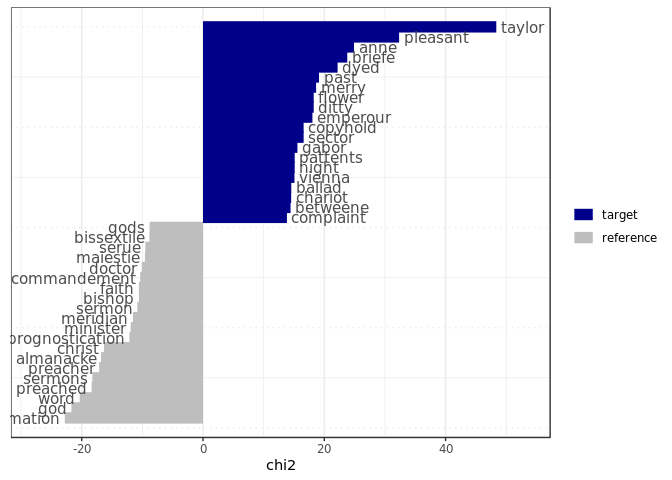 taylor
pleasant
anne
briefe
dyed
past
merry
flower
ditty
emperour
copyhold
sector
gabor
pattents
night
vienna
ballad
chariot
betweene
complaint
gods
bissextile
serue
maiestie
doctor
commandement
faith
bishop
sermon
meridian
minister
prognostication
christ
almanacke
preacher
sermons
preached
word
god
mation
-20 0 20 40
chi2
target
reference